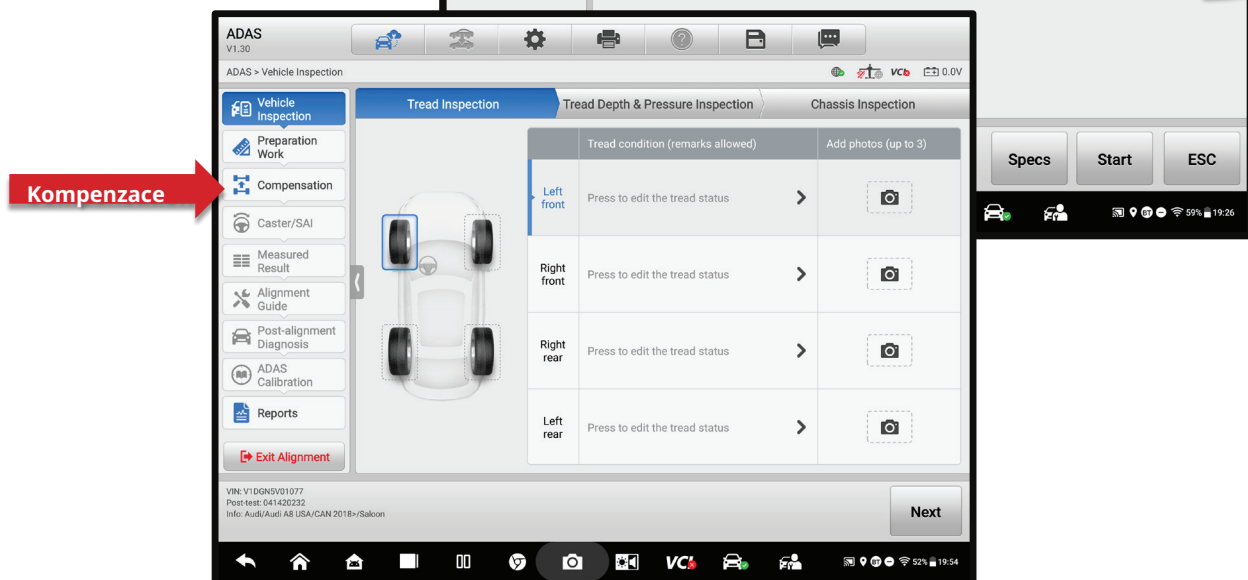 ADAS
V1.30
ADAS > Vehicle Inspection
VCI
0.0V
Vehicle
Inspection
Preparation
Work
Compensation
Caster/SAI
Measured
Result
Alignment
Guide
Post-alignment
Diagnosis
ADAS
Calibration
Reports
Exit Alignment
Kompenzace
Tread Inspection
Tread Depth & Pressure Inspection
Chassis Inspection
Tread condition (remarks allowed)
Add photos (up to 3)
Left
front
Press to edit the tread status
Right
front
Press to edit the tread status
Right
rear
Press to edit the tread status
Left
rear
Press to edit the tread status
VIN: V1DGN5V01077
Post-test: 041420232
Info: Audi/Audi A8 USA/CAN 2018>/Saloon
Next
VCI
BT
52%
19:54
Specs
Start
ESC
BT
59%
19:26